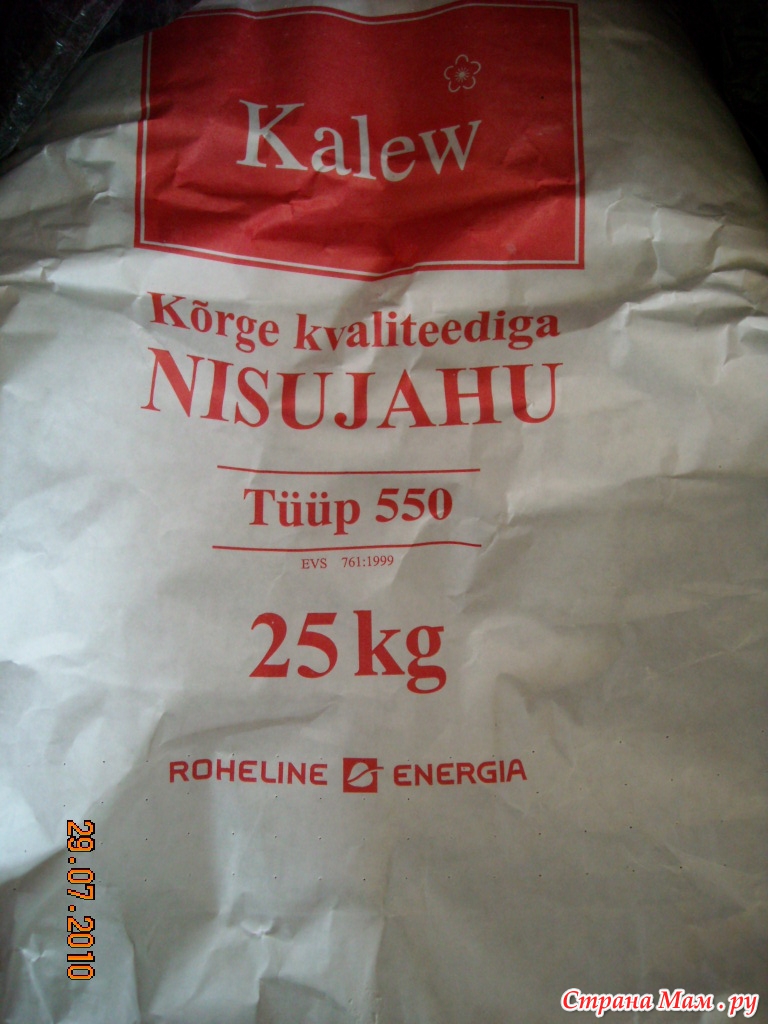 Kalew
Kõrge kvaliteediga
NISUJAHU
Tüüp 550
EVS 761:1999
25 kg
ROHELINE ENERGIA
29.07.2010
Страна Мам.ру